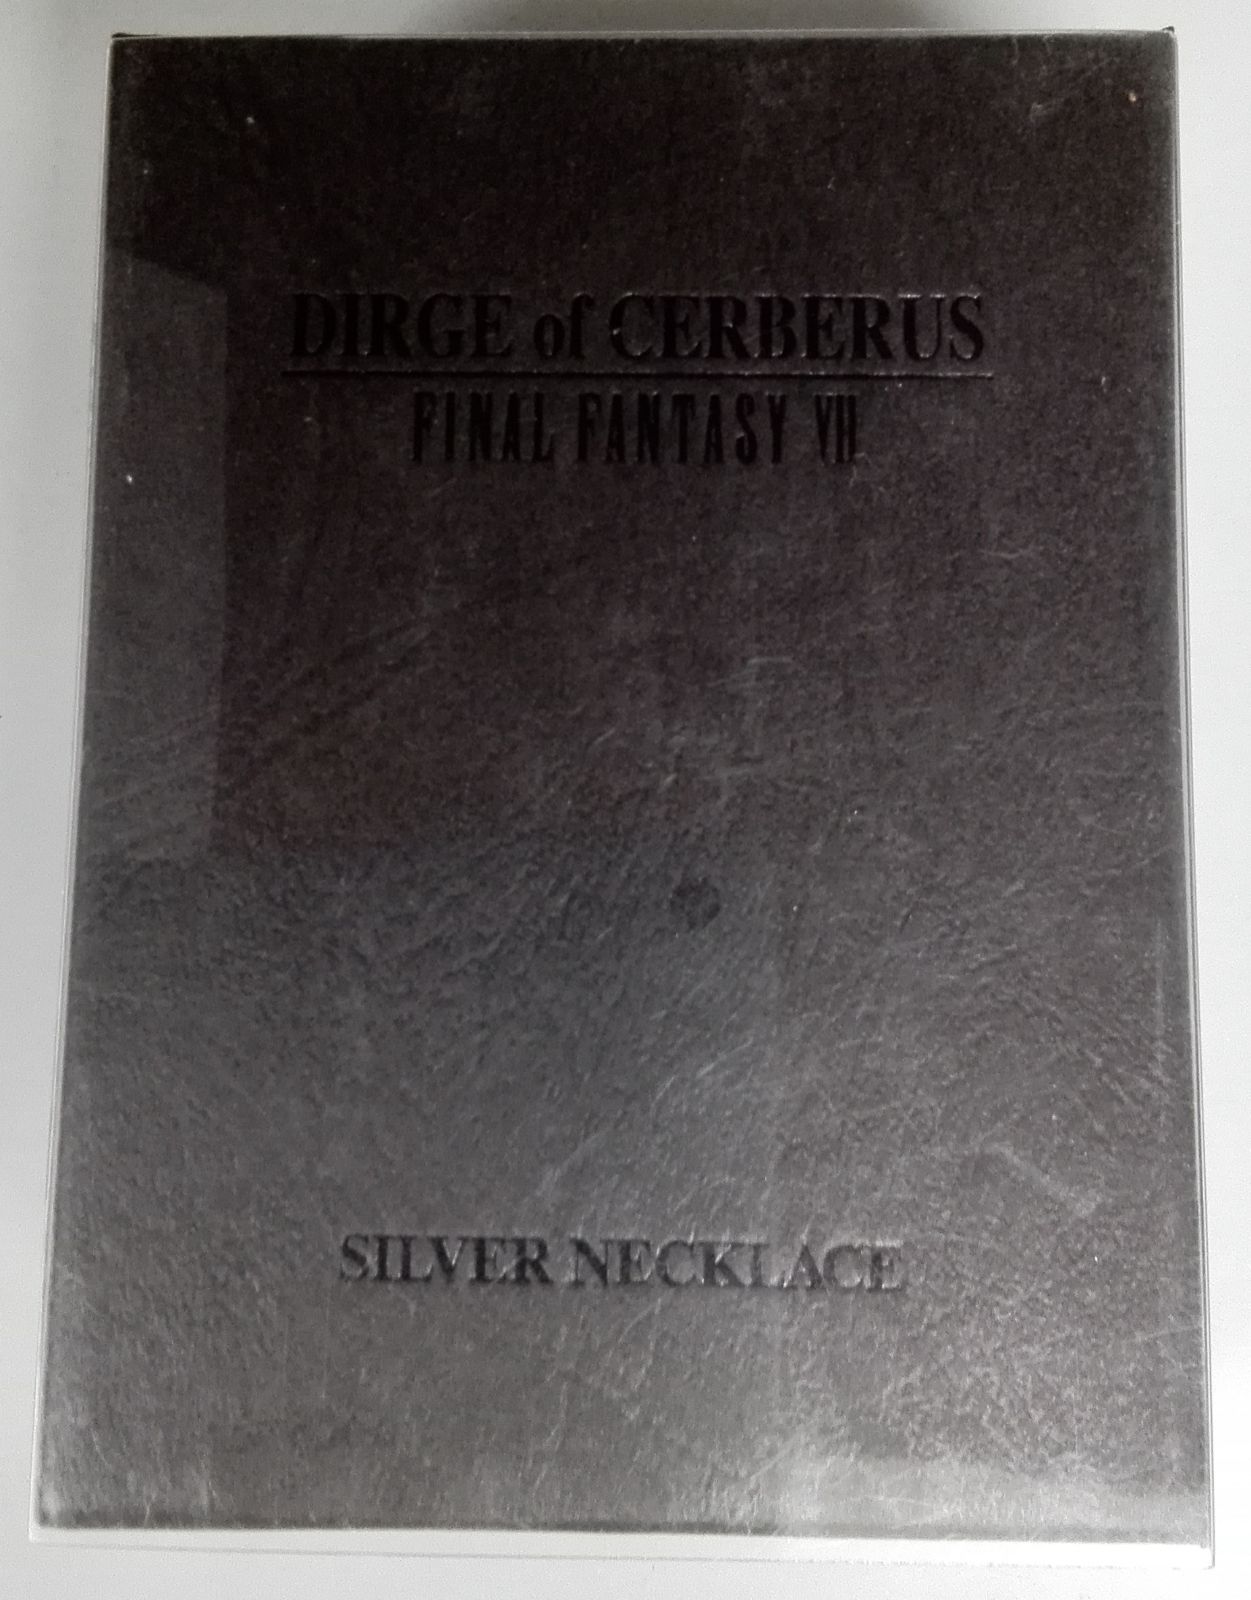 DIRGE of CERBERUS
FINAL FANTASY VII
SILVER NECKLACE